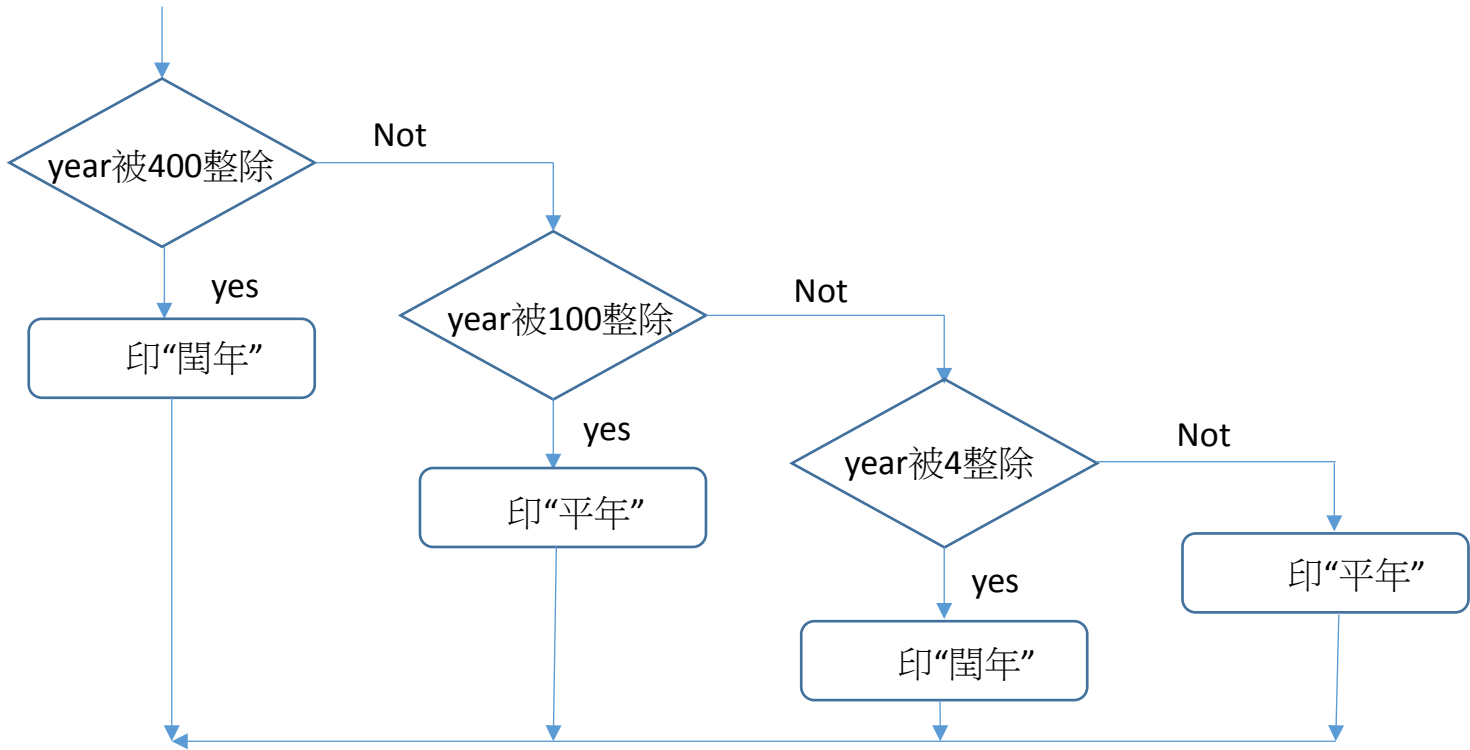 Not
year被400整除
yes
印“閏年”
Not
year被100整除
yes
印“平年”
Not
year被4整除
yes
印“閏年”
印“平年”